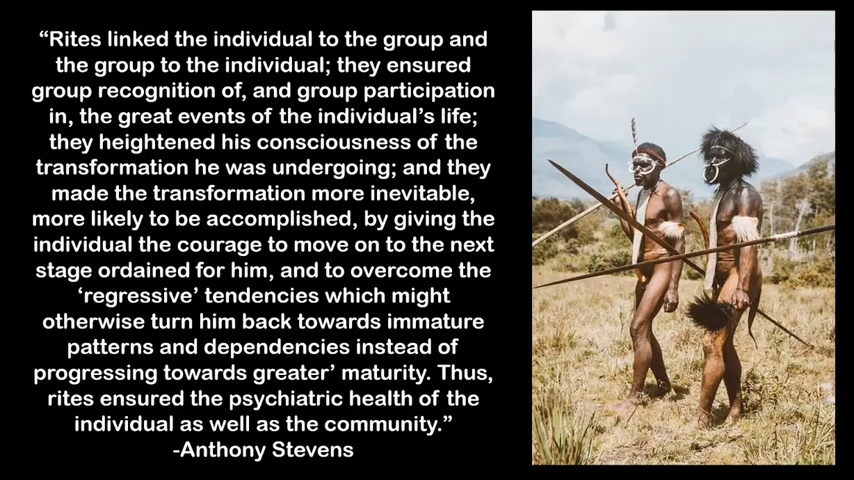 “Rites linked the individual to the group and
the group to the individual; they ensured
group recognition of, and group participation
in, the great events of the individual’s life;
they heightened his consciousness of the
transformation he was undergoing; and they
made the transformation more inevitable,
more likely to be accomplished, by giving the
individual the courage to move on to the next
stage ordained for him, and to overcome the
‘regressive’ tendencies which might
otherwise turn him back towards immature
patterns and dependencies instead of
progressing towards greater’ maturity. Thus,
rites ensured the psychiatric health of the
individual as well as the community.”
-Anthony Stevens